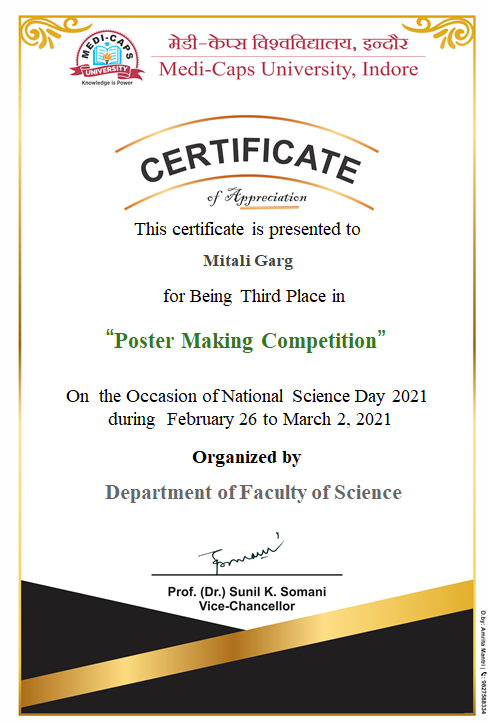 MEDI-CAPS
UNIVERSITY
Knowledge is Power
मेडी-केप्स विश्वविद्यालय, इन्दौर
Medi-Caps University, Indore
CERTIFICATE
of Appreciation
This certificate is presented to
Mitali Garg
for Being Third Place in
“Poster Making Competition”
On the Occasion of National Science Day 2021
during February 26 to March 2, 2021
Organized by
Department of Faculty of Science
Prof. (Dr.) Sunil K. Somani
Vice-Chancellor
D.by: Amrita Mantri | 9827588334